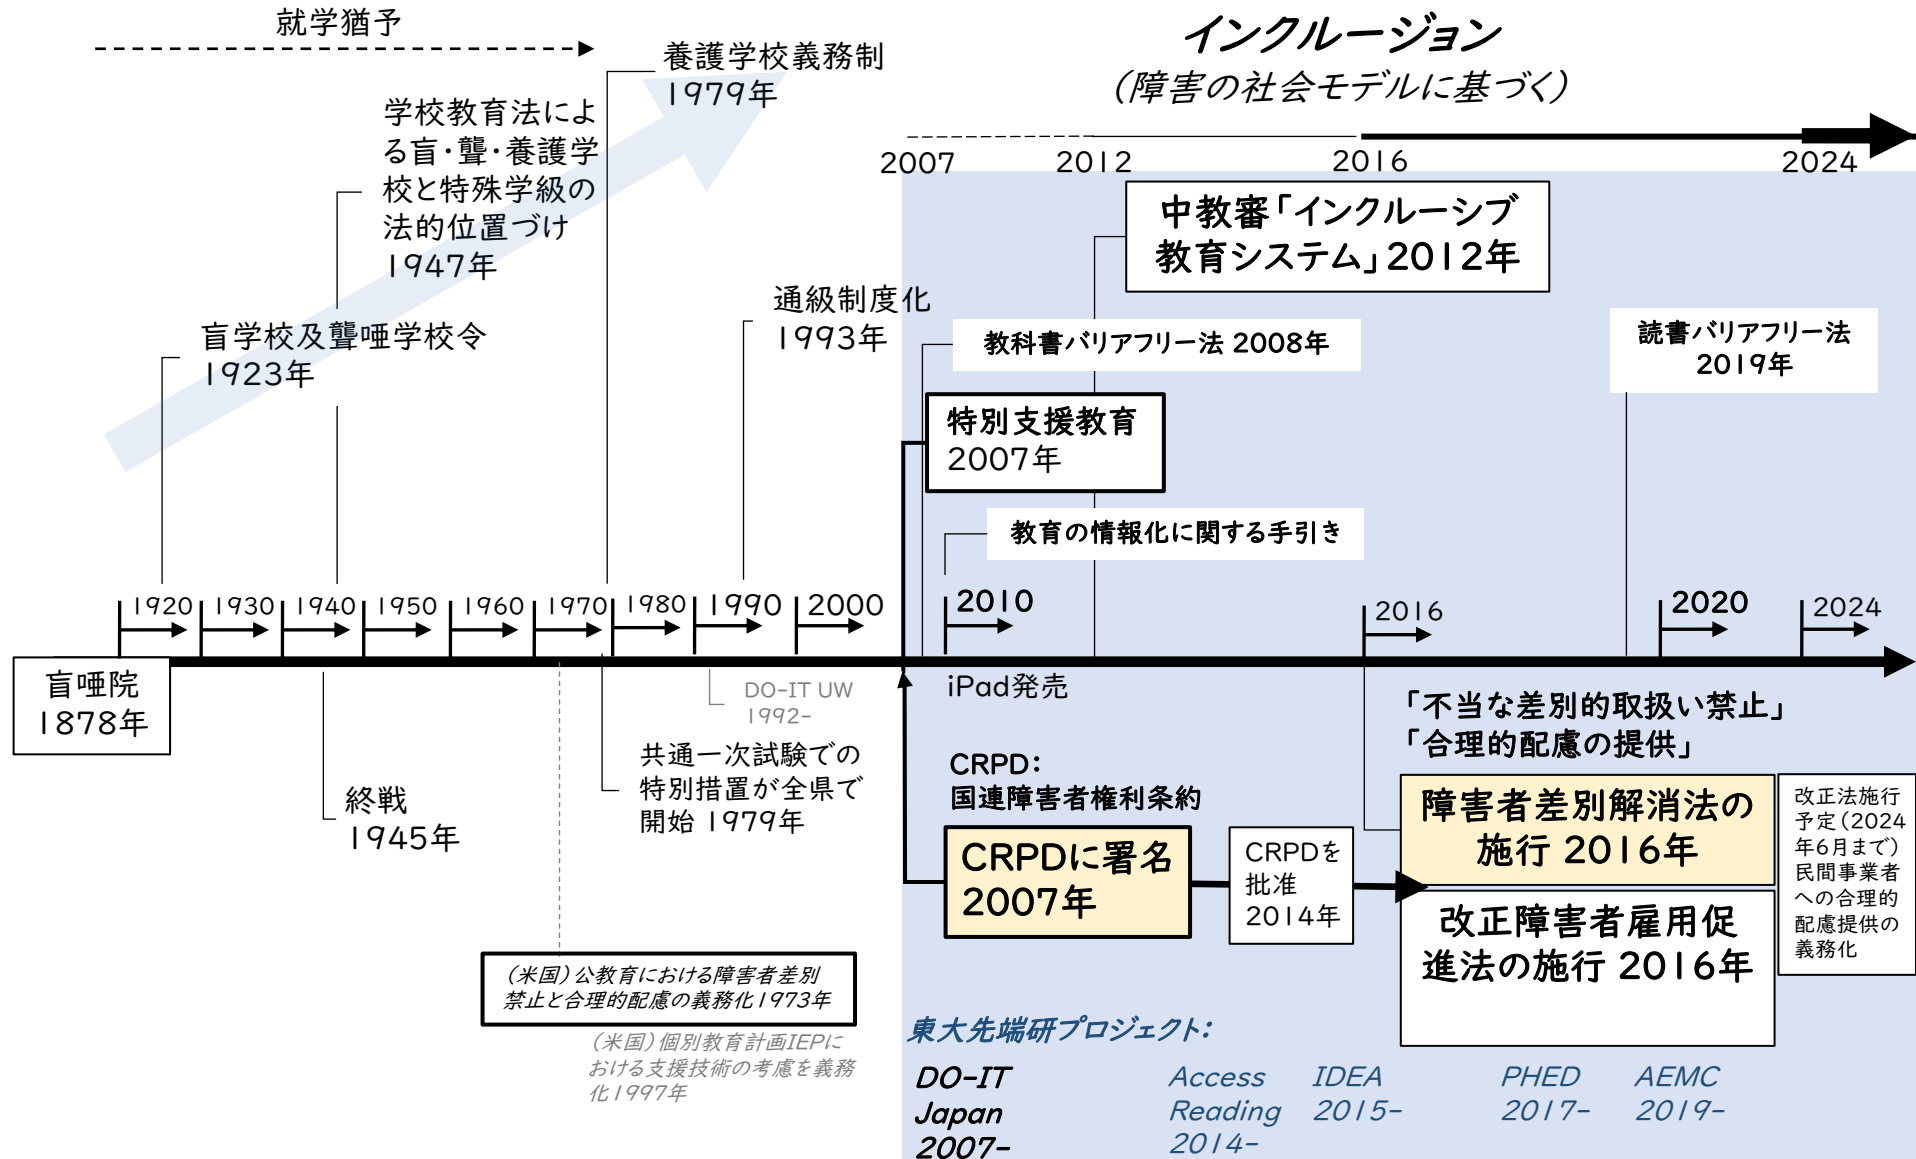 就学猶予
養護学校義務制
1979年
学校教育法によ
る盲・聾・養護学
校と特殊学級の
法的位置づけ
1947年
盲学校及聾唖学校令
1923年
通級制度化
1993年
インクルージョン
(障害の社会モデルに基づく)
2007
2012
2016
2024
中教審「インクルーシブ
教育システム」2012年
教科書バリアフリー法 2008年
読書バリアフリー法
2019年
特別支援教育
2007年
教育の情報化に関する手引き
1920
1930
1940
1950
1960
1970
1980
1990
2000
2010
2016
2020
2024
盲唖院
1878年
終戦
1945年
DO-IT UW
1992-
共通一次試験での
特別措置が全県で
開始 1979年
iPad発売
CRPD:
国連障害者権利条約
CRPDに署名
2007年
CRPDを
批准
2014年
「不当な差別的取扱い禁止」
「合理的配慮の提供」
障害者差別解消法の
施行 2016年
改正障害者雇用促
進法の施行 2016年
改正法施行
予定(2024
年6月まで)
民間事業者
への合理的
配慮提供の
義務化
(米国)公教育における障害者差別
禁止と合理的配慮の義務化1973年
(米国)個別教育計画IEPに
おける支援技術の考慮を義務
化1997年
東大先端研プロジェクト:
DO-IT
Japan
2007-
Access
Reading
2014-
IDEA
2015-
PHED
2017-
AEMC
2019-